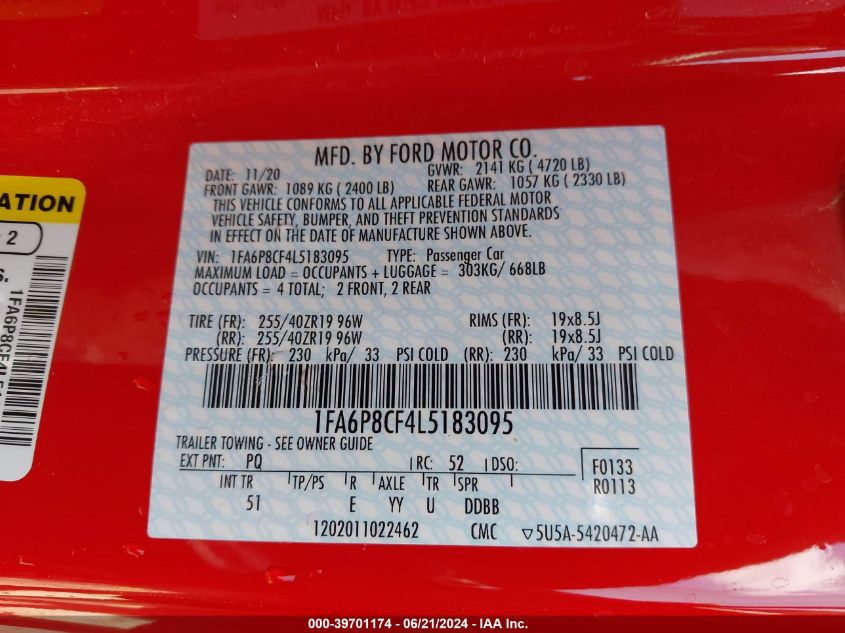 MFD. BY FORD MOTOR CO.
DATE: 11/20 GVWR: 2141 KG ( 4720 LB)
FRONT GAWR: 1089 KG ( 2400 LB) REAR GAWR: 1057 KG ( 2330 LB)
THIS VEHICLE CONFORMS TO ALL APPLICABLE FEDERAL MOTOR
VEHICLE SAFETY, BUMPER, AND THEFT PREVENTION STANDARDS
IN EFFECT ON THE DATE OF MANUFACTURE SHOWN ABOVE.
VIN: 1FA6P8CF4L5183095 TYPE: Passenger Car
MAXIMUM LOAD = OCCUPANTS + LUGGAGE = 303KG/ 668LB
OCCUPANTS = 4 TOTAL; 2 FRONT, 2 REAR
TIRE (FR): 255/40ZR19 96W RIMS (FR): 19x8.5J
(RR): 255/40ZR19 96W (RR): 19x8.5J
PRESSURE (FR): 230 kPa/ 33 PSI COLD (RR): 230 kPa/ 33 PSI COLD
1FA6P8CF4L5183095
TRAILER TOWING - SEE OWNER GUIDE
EXT PNT: PQ RC: 52 DSO: F0133
R0113
INT TR TP/PS R AXLE TR SPR
51 E YY U DDBB
1202011022462 CMC 5U5A-5420472-AA
ATION
2
S.
1FA6P8CF4L51
000-39701174 - 06/21/2024 - IAA Inc.